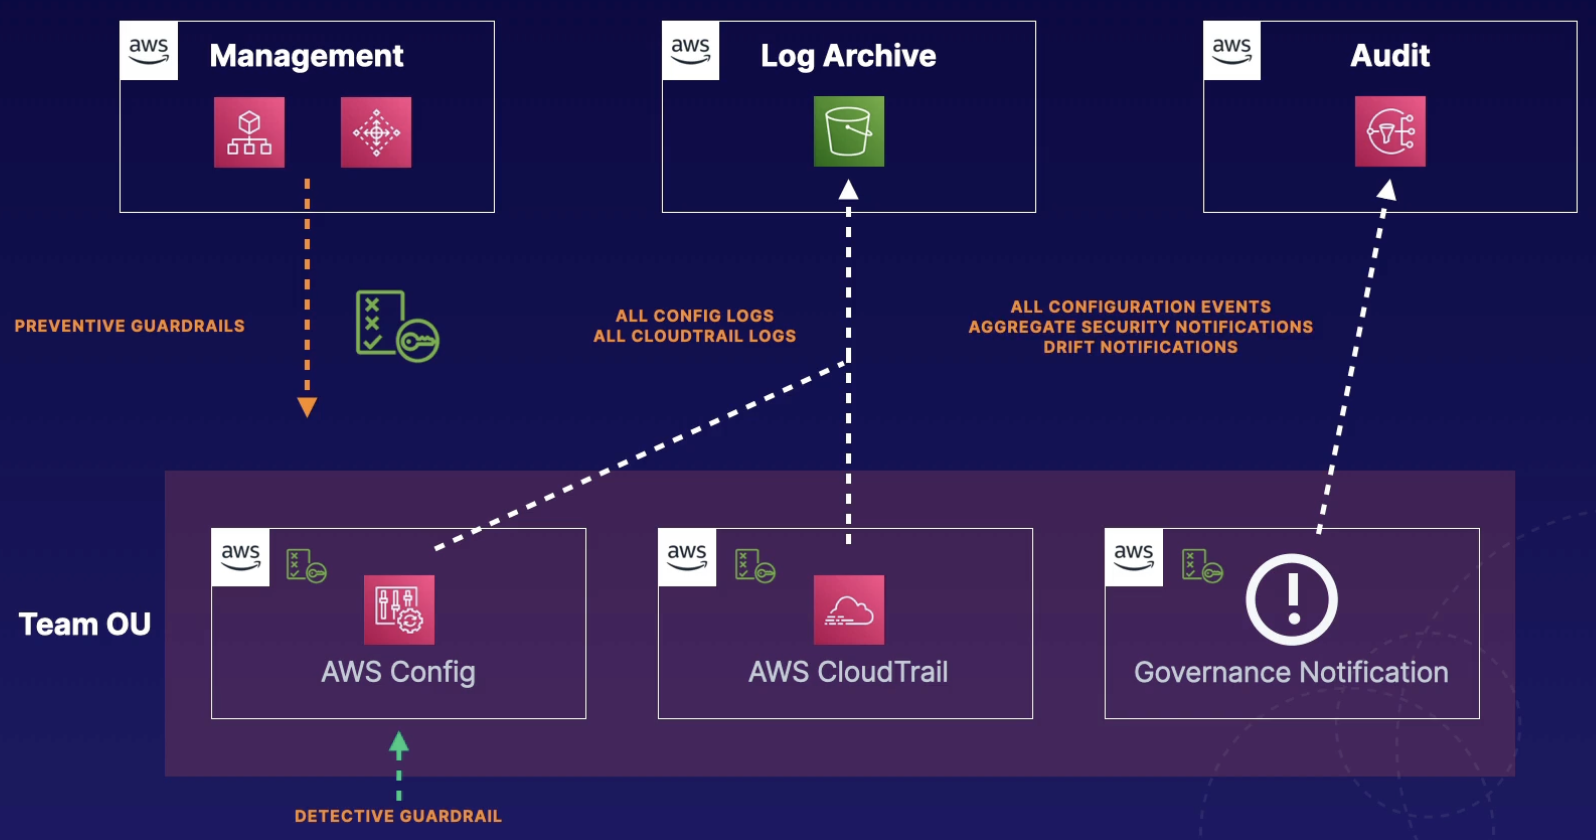 aws
Management
aws
Log Archive
aws
Audit
PREVENTIVE GUARDRAILS
ALL CONFIG LOGS
ALL CLOUDTRAIL LOGS
ALL CONFIGURATION EVENTS
AGGREGATE SECURITY NOTIFICATIONS
DRIFT NOTIFICATIONS
Team OU
aws
AWS Config
aws
AWS CloudTrail
aws
Governance Notification
DETECTIVE GUARDRAIL